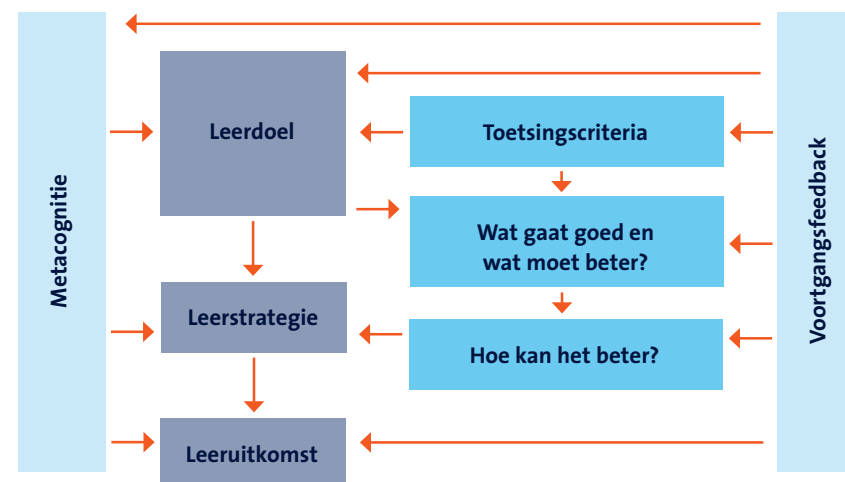 Metacognitie
Leerdoel
Toetsingscriteria
Wat gaat goed en
wat moet beter?
Leerstrategie
Hoe kan het beter?
Leeruitkomst
Voortgangsfeedback